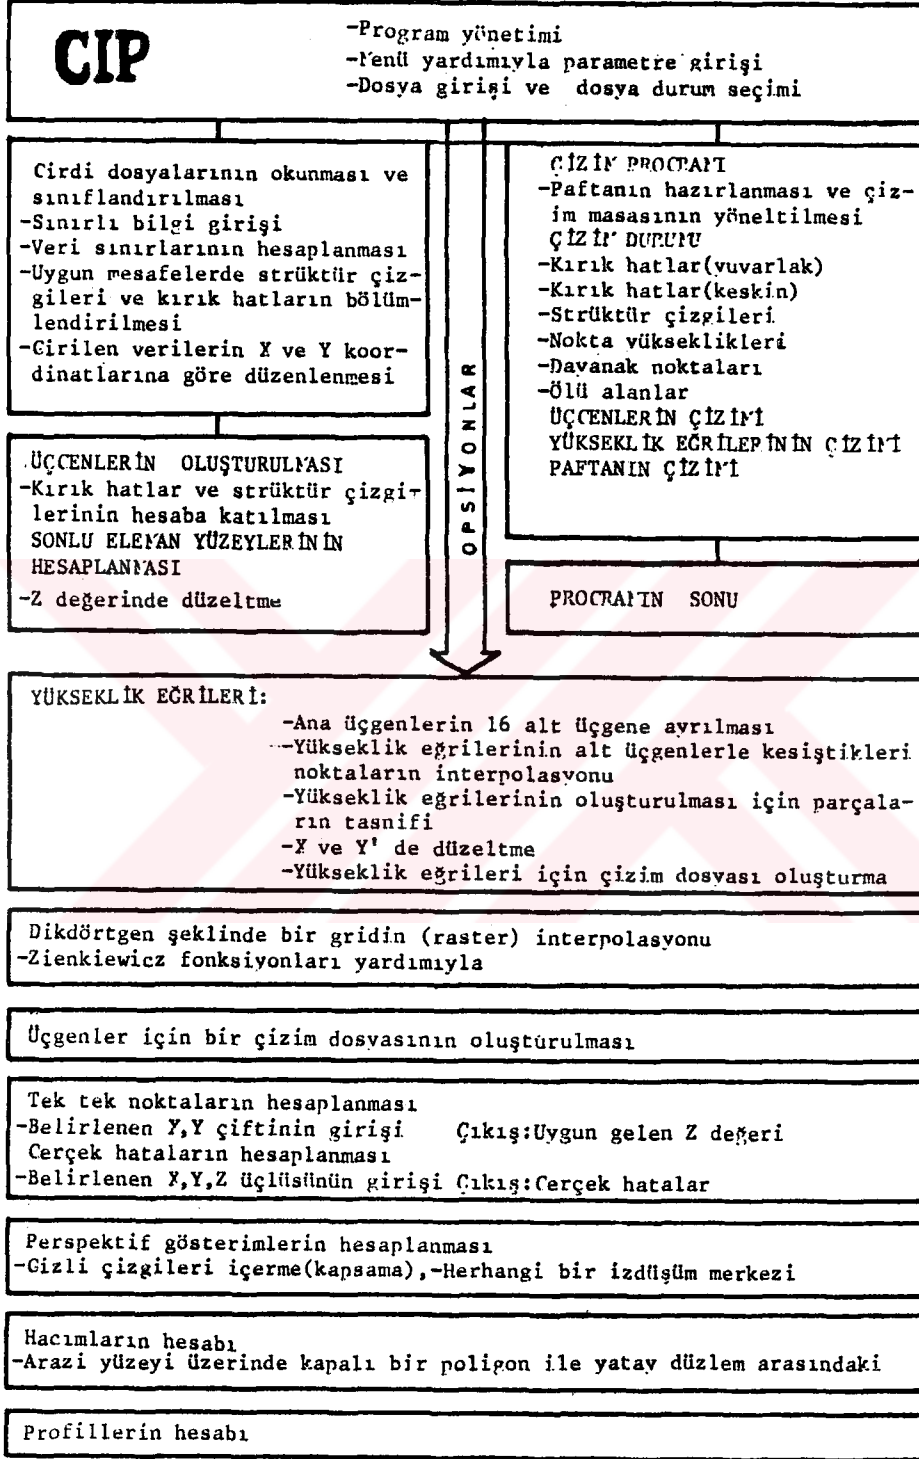 CIP
-Program yönetimi
-Menü yardımıyla parametre girişi
-Dosya girişi ve dosya durum seçimi
Girdi dosyalarının okunması ve
sınıflandırılması
-Sınırlı bilgi girişi
-Veri sınırlarının hesaplanması
-Uygun mesafelerde strüktür çiz-
gileri ve kırık hatların bölüm-
lendirilmesi
-Girilen verilerin X ve Y koor-
dinatlarına göre düzenlenmesi
ÜÇGENLERİN OLUŞTURULMASI
-Kırık hatlar ve strüktür çizgi-
lerinin hesaba katılması
SONLU ELEMAN YÜZEYLERİNİN
HESAPLANMASI
-Z değerinde düzeltme
OPSİYONLAR
ÇİZİM PROGRAMI
-Paftanın hazırlanması ve çiz-
im masasının yöneltilmesi
ÇİZİM DURUMU
-Kırık hatlar(yuvarlak)
-Kırık hatlar(keskin)
-Strüktür çizgileri
-Nokta yükseklikleri
-Dayanak noktaları
-Ölü alanlar
ÜÇGENLERİN ÇİZİMİ
YÜKSEKLİK EĞRİLERİNİN ÇİZİMİ
PAFTANIN ÇİZİMİ
PROGRAMIN SONU
YÜKSEKLİK EĞRİLERİ:
-Ana üçgenlerin 16 alt üçgene ayrılması
-Yükseklik eğrilerinin alt üçgenlerle kesiştikleri
noktaların interpolasyonu
-Yükseklik eğrilerinin oluşturulması için parçala-
rın tasnifi
-X ve Y' de düzeltme
-Yükseklik eğrileri için çizim dosyası oluşturma
Dikdörtgen şeklinde bir gridin (raster) interpolasyonu
-Zienkiewicz fonksiyonları yardımıyla
Üçgenler için bir çizim dosyasının oluşturulması
Tek tek noktaların hesaplanması
-Belirlenen X,Y çiftinin girişi Çıkış:Uygun gelen Z değeri
Gerçek hataların hesaplanması
-Belirlenen X,Y,Z üçlüsünün girişi Çıkış:Gerçek hatalar
Perspektif gösterimlerin hesaplanması
-Gizli çizgileri içerme(kapsama),-Herhangi bir izdüşüm merkezi
Hacımların hesabı
-Arazi yüzeyi üzerinde kapalı bir poligon ile yatay düzlem arasındaki
Profillerin hesabı